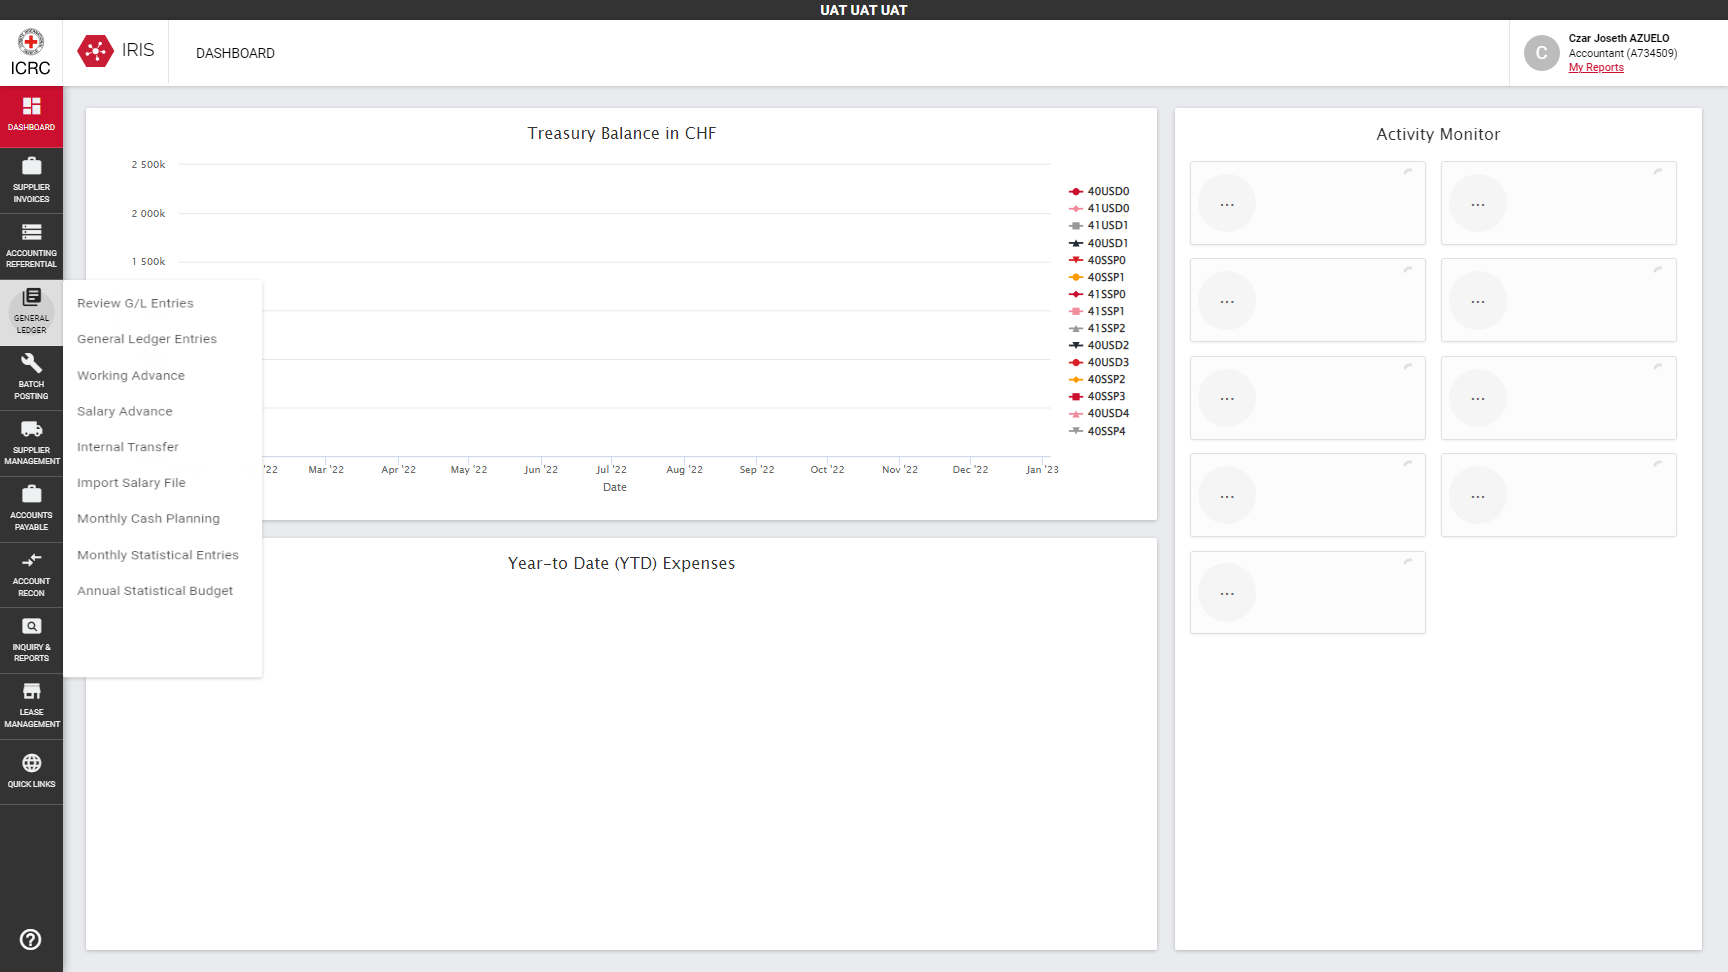 UAT UAT UAT
ICRC
IRIS
DASHBOARD
C
Czar Joseth AZUELO
Accountant (A734509)
My Reports
DASHBOARD
SUPPLIER
INVOICES
ACCOUNTING
REFERENTIAL
GENERAL
LEDGER
BATCH
POSTING
SUPPLIER
MANAGEMENT
ACCOUNTS
PAYABLE
ACCOUNT
RECON
INQUIRY &
REPORTS
LEASE
MANAGEMENT
QUICK LINKS
Review G/L Entries
General Ledger Entries
Working Advance
Salary Advance
Internal Transfer
Import Salary File
Monthly Cash Planning
Monthly Statistical Entries
Annual Statistical Budget
Treasury Balance in CHF
2 500k
2 000k
1 500k
'22
Mar '22
Apr '22
May '22
Jun '22
Jul '22
Aug '22
Sep '22
Oct '22
Nov '22
Dec '22
Jan '23
Date
40USD0
41USD0
41USD1
40USD1
40SSP0
40SSP1
41SSP0
41SSP1
41SSP2
40USD2
40USD3
40SSP2
40SSP3
40USD4
40SSP4
Year-to Date (YTD) Expenses
Activity Monitor
...
...
...
...
...
...
...
...
...